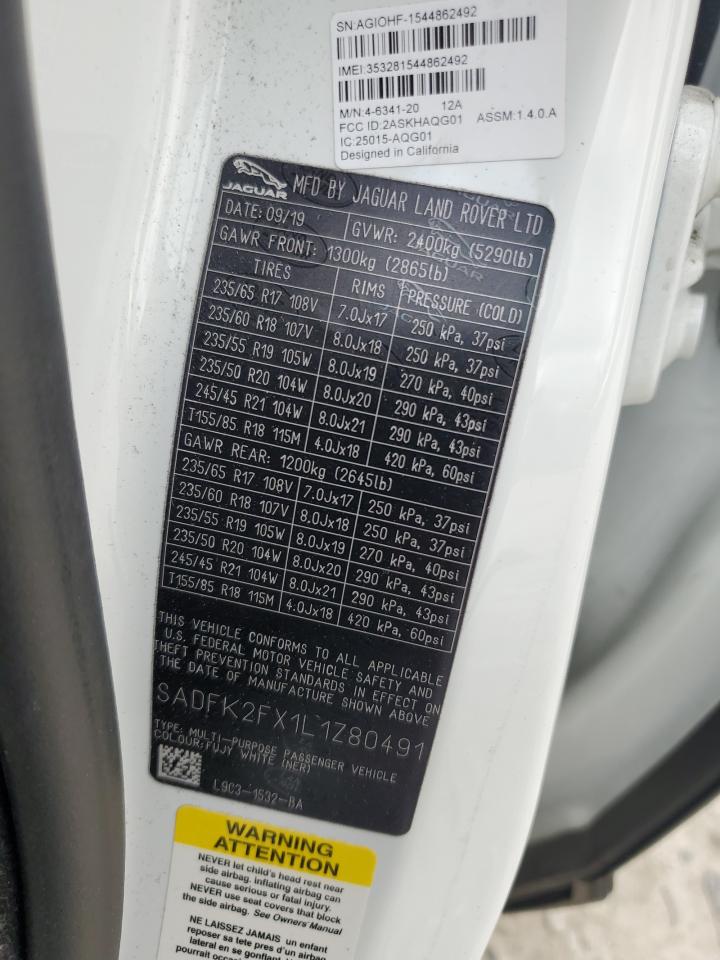 SN:AGIOHF-1544862492
IMEI:353281544862492
M/N:4-6341-20 12A
FCC ID:2ASKHAQG01 ASSM:1.4.0.A
IC:25015-AQG01
Designed in California
JAGUAR MFD BY JAGUAR LAND ROVER LTD
DATE: 09/19 GVWR: 2400kg (5290lb)
GAWR FRONT: 1300kg (2865lb)
TIRES RIMS PRESSURE (COLD)
235/65 R17 108V 7.0Jx17 250 kPa, 37psi
235/60 R18 107V 8.0Jx18 250 kPa, 37psi
235/55 R19 105W 8.0Jx19 270 kPa, 40psi
235/50 R20 104W 8.0Jx20 290 kPa, 43psi
245/45 R21 104W 8.0Jx21 290 kPa, 43psi
T155/85 R18 115M 4.0Jx18 420 kPa, 60psi
GAWR REAR: 1200kg (2645lb)
235/65 R17 108V 7.0Jx17 250 kPa, 37psi
235/60 R18 107V 8.0Jx18 250 kPa, 37psi
235/55 R19 105W 8.0Jx19 270 kPa, 40psi
235/50 R20 104W 8.0Jx20 290 kPa, 43psi
245/45 R21 104W 8.0Jx21 290 kPa, 43psi
T155/85 R18 115M 4.0Jx18 420 kPa, 60psi
THIS VEHICLE CONFORMS TO ALL APPLICABLE
U.S. FEDERAL MOTOR VEHICLE SAFETY AND
THEFT PREVENTION STANDARDS IN EFFECT ON
THE DATE OF MANUFACTURE SHOWN ABOVE
SADFK2FX1L1Z80491
TYPE: MULTI-PURPOSE PASSENGER VEHICLE
COLOUR:FUJI WHITE (NER)
L9C3-1532-BA
WARNING
ATTENTION
NEVER let child's head rest near
side airbag. Inflating airbag can
cause serious or fatal injury.
NEVER use seat covers that block
the side airbag. See Owners Manual
NE LAISSEZ JAMAIS un enfant
reposer sa tete pres d'un airbag
lateral en se gonflant
pourrait